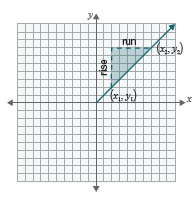 y
run
(x₂, y₂)
rise
x
(x₁, y₁)